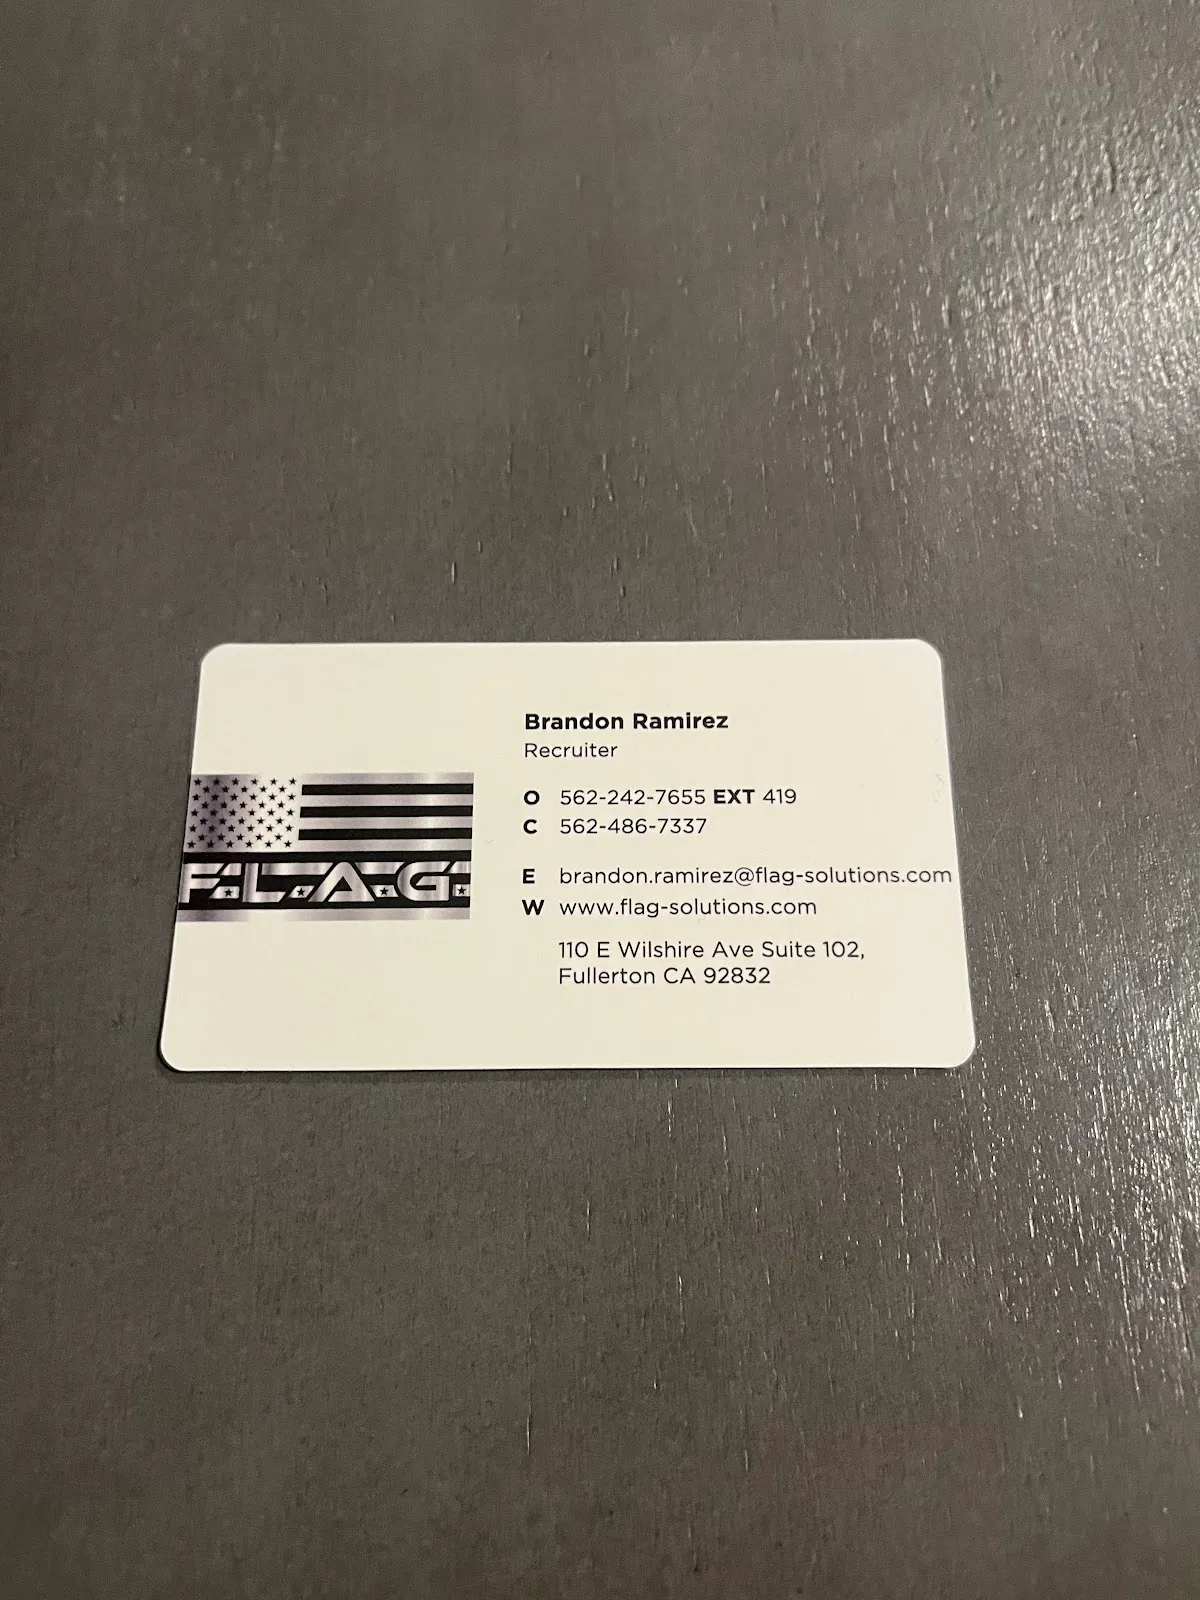 Brandon Ramirez
Recruiter
O 562-242-7655 EXT 419
C 562-486-7337
E brandon.ramirez@flag-solutions.com
W www.flag-solutions.com
110 E Wilshire Ave Suite 102,
Fullerton CA 92832
F.L.A.G.